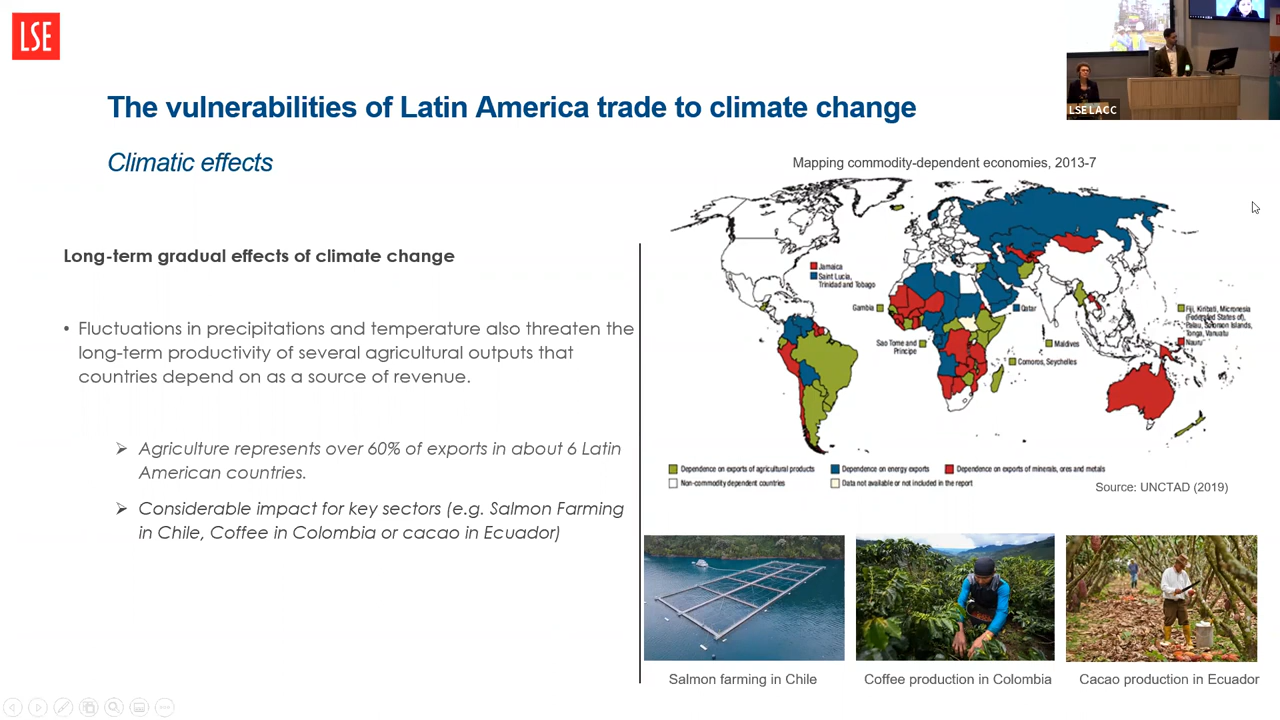 LSE
LSE LACC
The vulnerabilities of Latin America trade to climate change
Climatic effects
Long-term gradual effects of climate change
• Fluctuations in precipitations and temperature also threaten the
long-term productivity of several agricultural outputs that
countries depend on as a source of revenue.
➢ Agriculture represents over 60% of exports in about 6 Latin
American countries.
➢ Considerable impact for key sectors (e.g. Salmon Farming
in Chile, Coffee in Colombia or cacao in Ecuador)
Mapping commodity-dependent economies, 2013-7
Jamaica
Saint Lucia,
Trinidad and Tobago
Gambia
Sao Tome and
Principe
Qatar
Maldives
Comoros, Seychelles
Fiji, Kiribati, Micronesia
(Federated States of),
Palau, Solomon Islands,
Tonga, Vanuatu
Nauru
Dependence on exports of agricultural products
Dependence on energy exports
Dependence on exports of minerals, ores and metals
Non-commodity dependent countries
Data not available or not included in the report
Source: UNCTAD (2019)
Salmon farming in Chile
Coffee production in Colombia
Cacao production in Ecuador